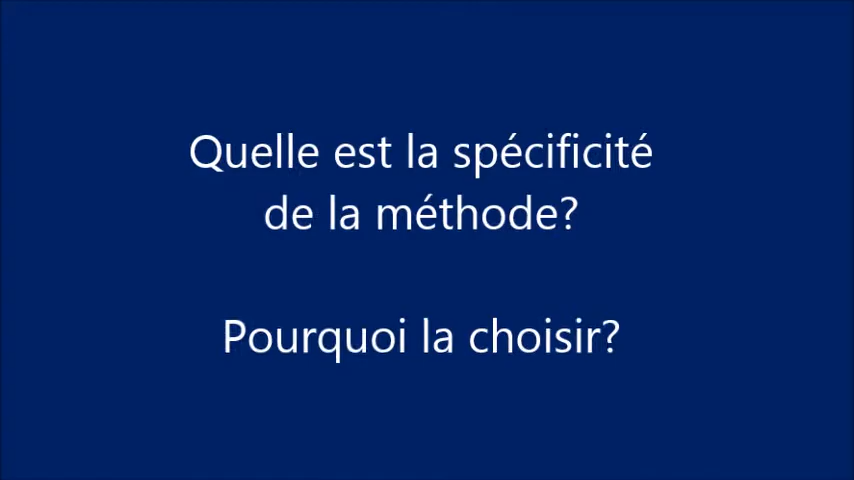 Quelle est la spécificité
de la méthode?
Pourquoi la choisir?